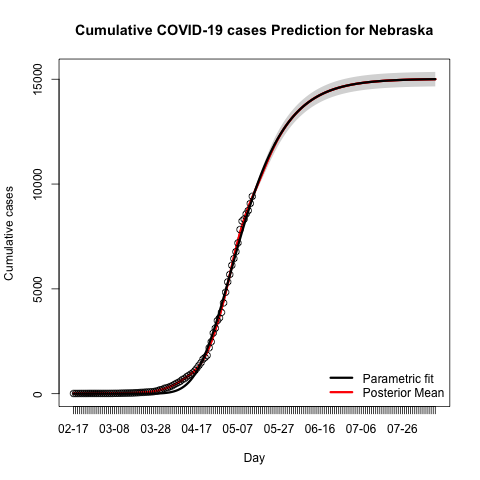 Cumulative COVID-19 cases Prediction for Nebraska
Cumulative cases
15000
10000
5000
0
Parametric fit
Posterior Mean
02-17 03-08 03-28 04-17 05-07 05-27 06-16 07-06 07-26
Day